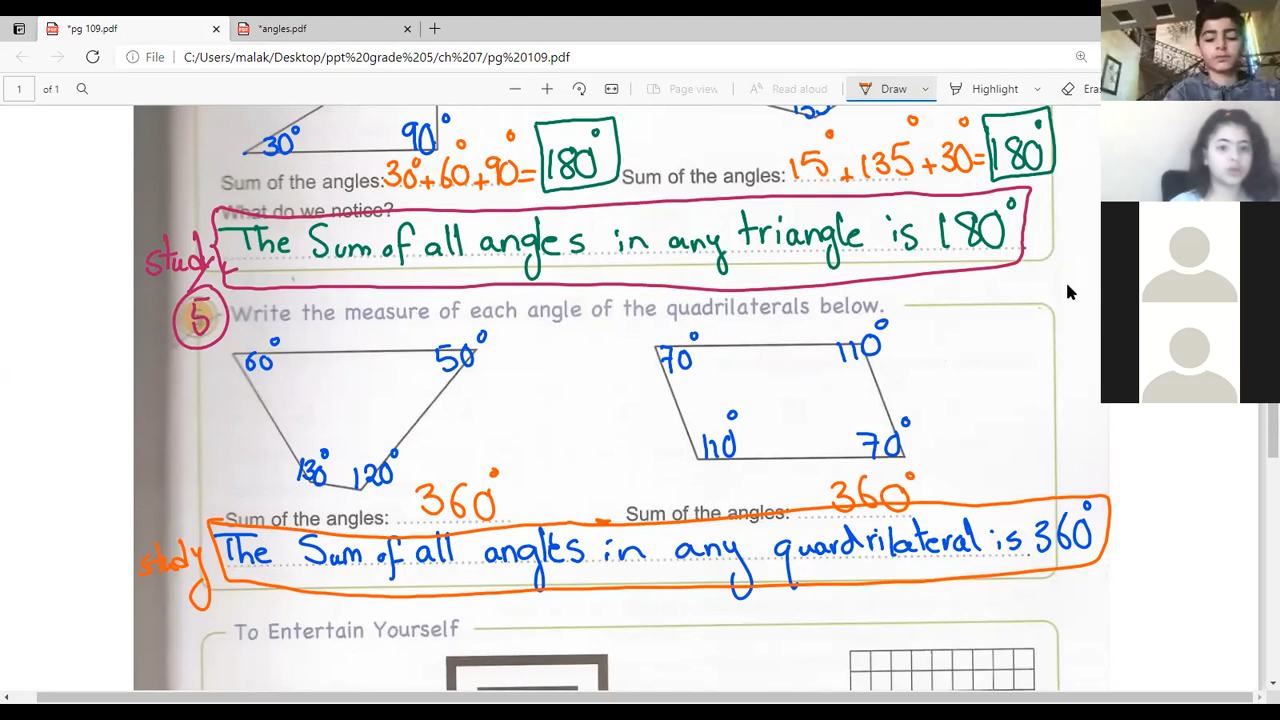 *pg 109.pdf
*angles.pdf
File C:/Users/malak/Desktop/ppt%20grade%205/ch%207/pg%20109.pdf
1 of 1 Page view Read aloud Draw Highlight Eras
30° 90°
Sum of the angles: 30°+60°+90°= 180°
Sum of the angles: 15°+135°+30°= 180°
What do we notice?
study The Sum of all angles in any triangle is 180°
5 Write the measure of each angle of the quadrilaterals below.
60° 50° 70° 110°
130° 120° 110° 70°
Sum of the angles: 360° Sum of the angles: 360°
study The Sum of all angles in any quardrilateral is 360°
To Entertain Yourself